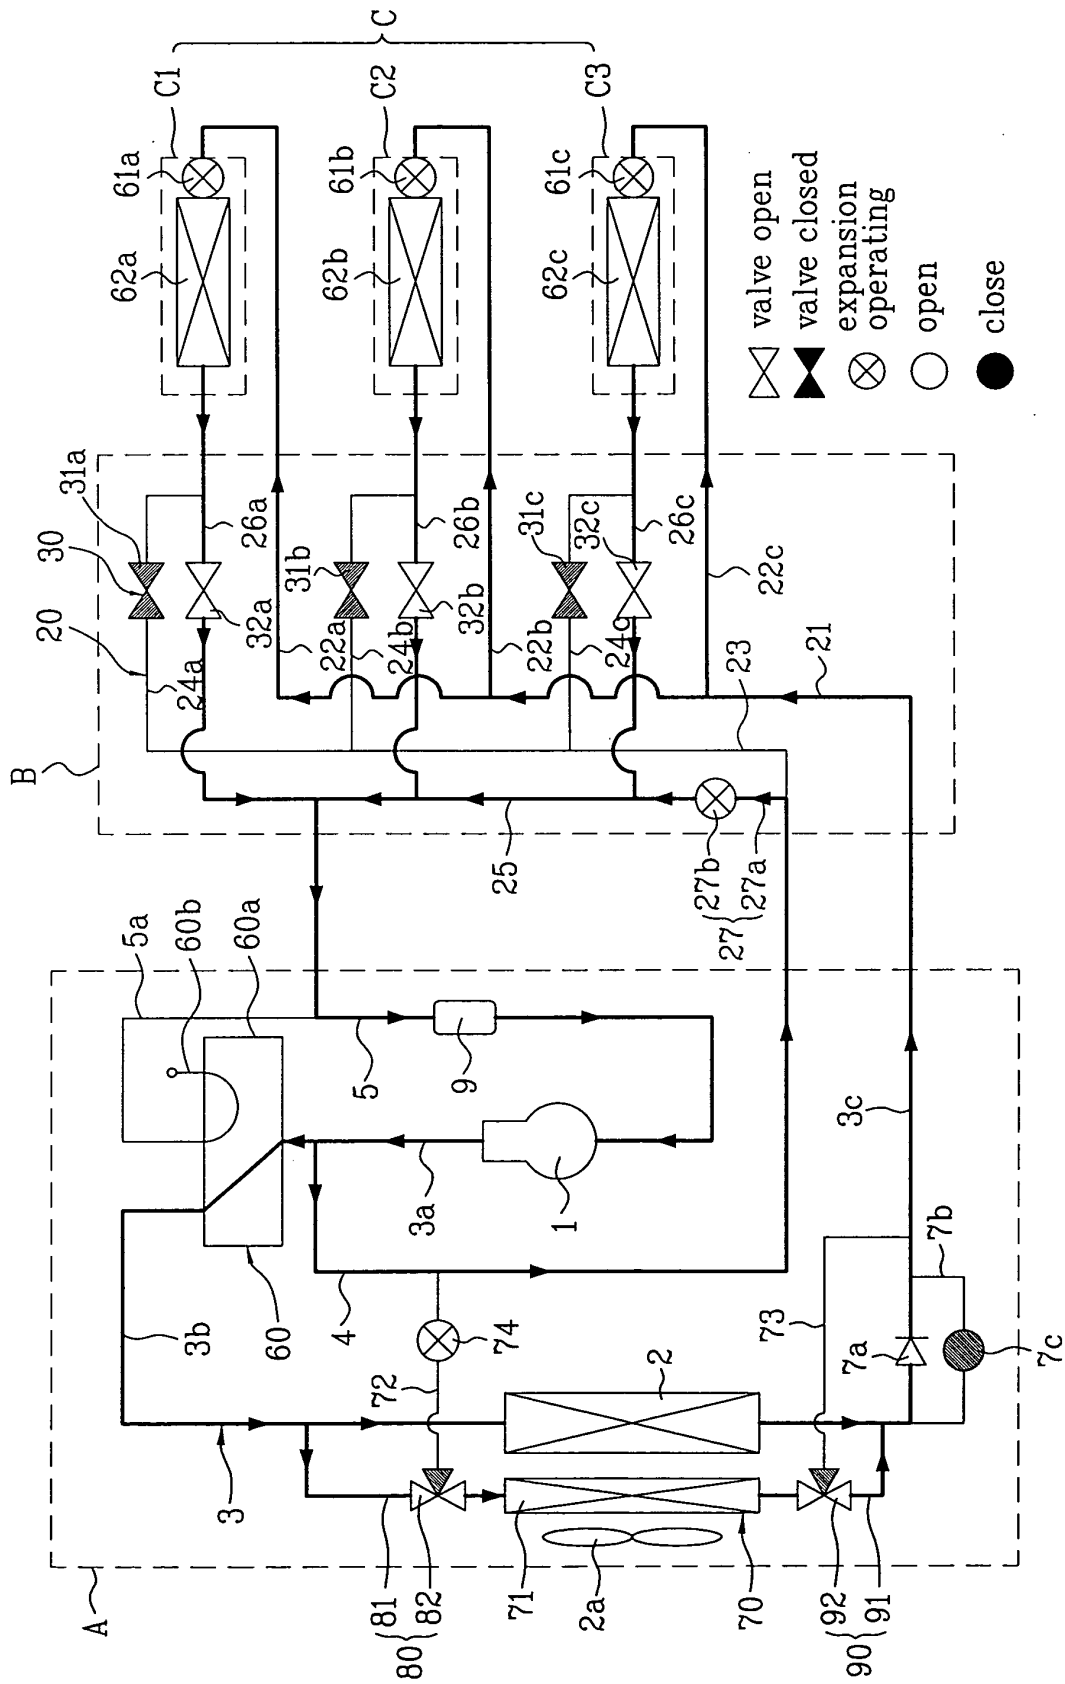 C
C1
C2
C3
61a
61b
61c
62a
62b
62c
valve open
valve closed
expansion
operating
open
close
B
20
30
31a
26a
32a
24a
22a
31b
26b
32b
24b
22b
31c
32c
26c
24c
22c
23
21
25
27b
27a
27
5a
60b
60a
5
9
3a
1
3b
60
4
74
72
3c
73
7b
7a
7c
2
3
A
81
82
80
71
2a
70
92
91
90